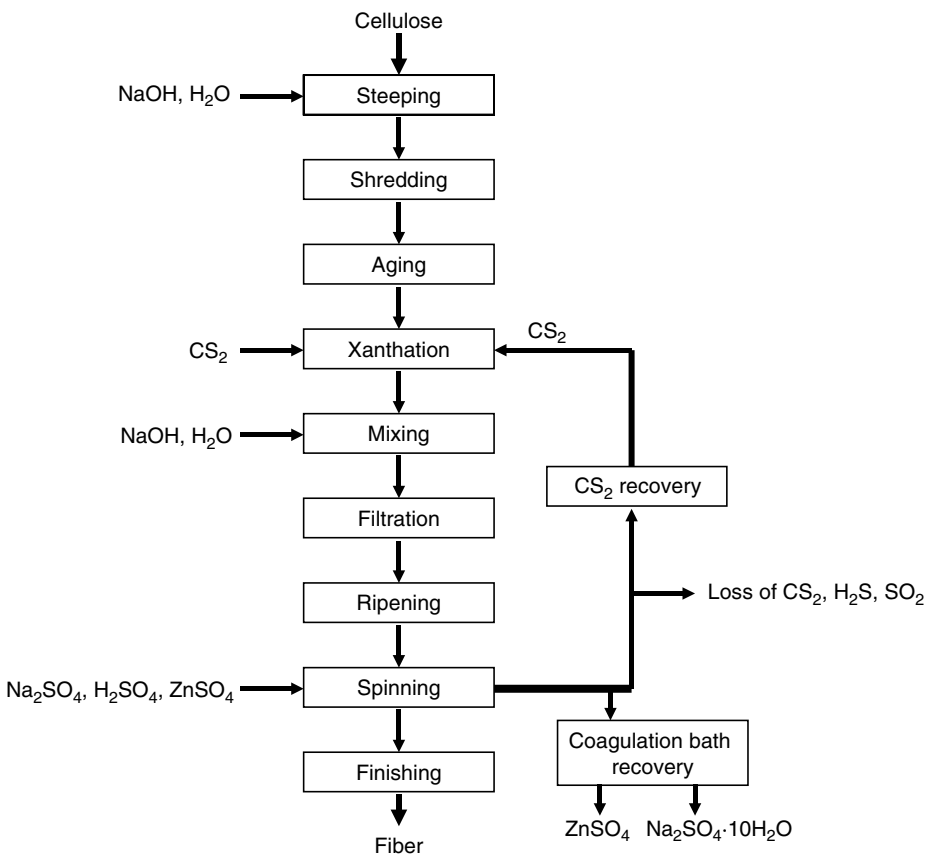 Cellulose
NaOH, H₂O
Steeping
Shredding
Aging
CS₂
Xanthation
CS₂
NaOH, H₂O
Mixing
CS₂ recovery
Filtration
Loss of CS₂, H₂S, SO₂
Ripening
Na₂SO₄, H₂SO₄, ZnSO₄
Spinning
Coagulation bath
recovery
Finishing
ZnSO₄
Na₂SO₄·10H₂O
Fiber